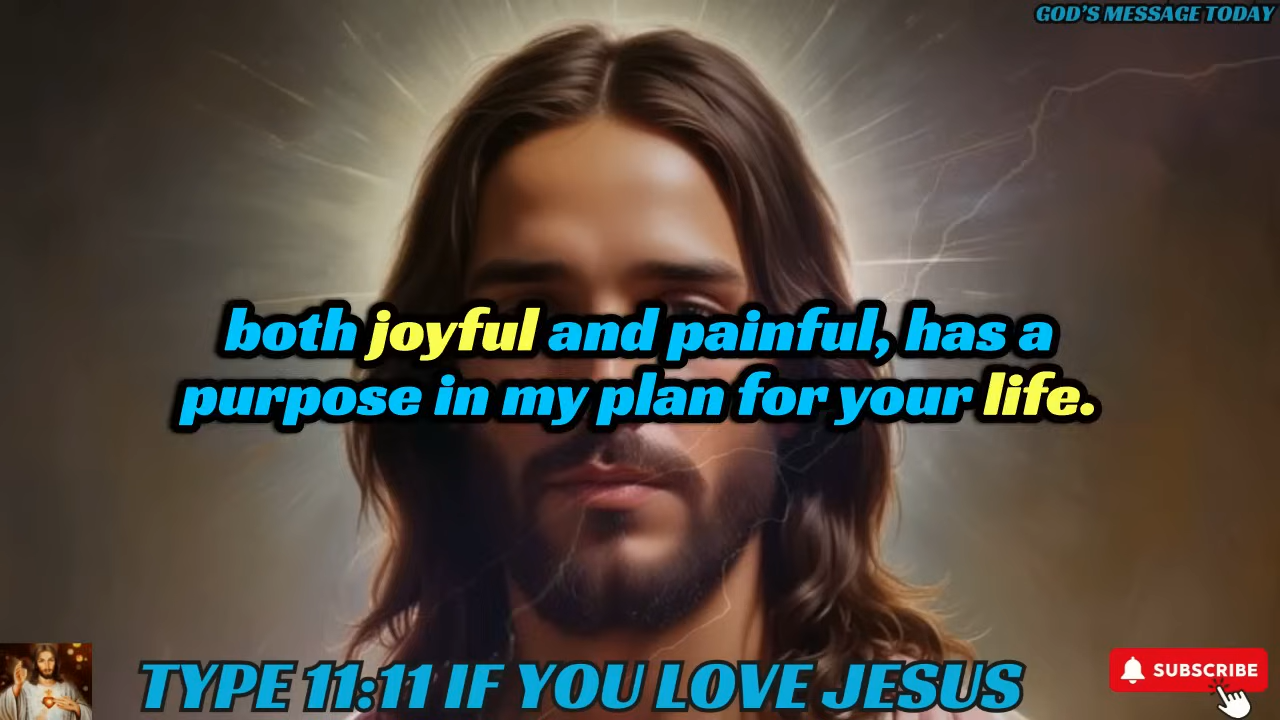 GOD'S MESSAGE TODAY
both joyful and painful, has a
purpose in my plan for your life.
TYPE 11:11 IF YOU LOVE JESUS
SUBSCRIBE